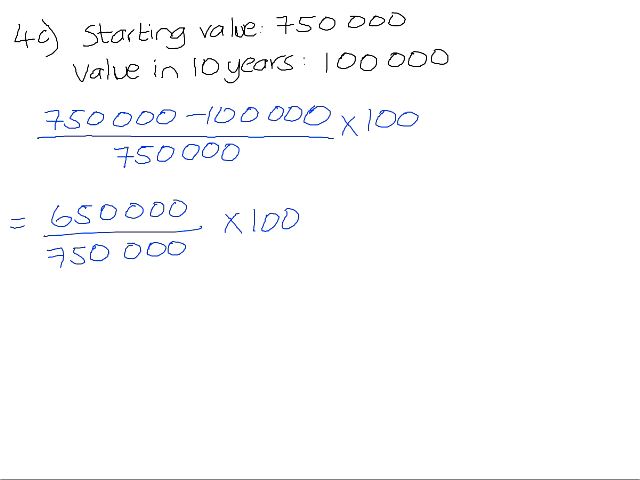 4c) Starting value: 750 000
Value in 10 years: 100 000
750 000 - 100 000
750 000
× 100
= 650000
750 000
× 100